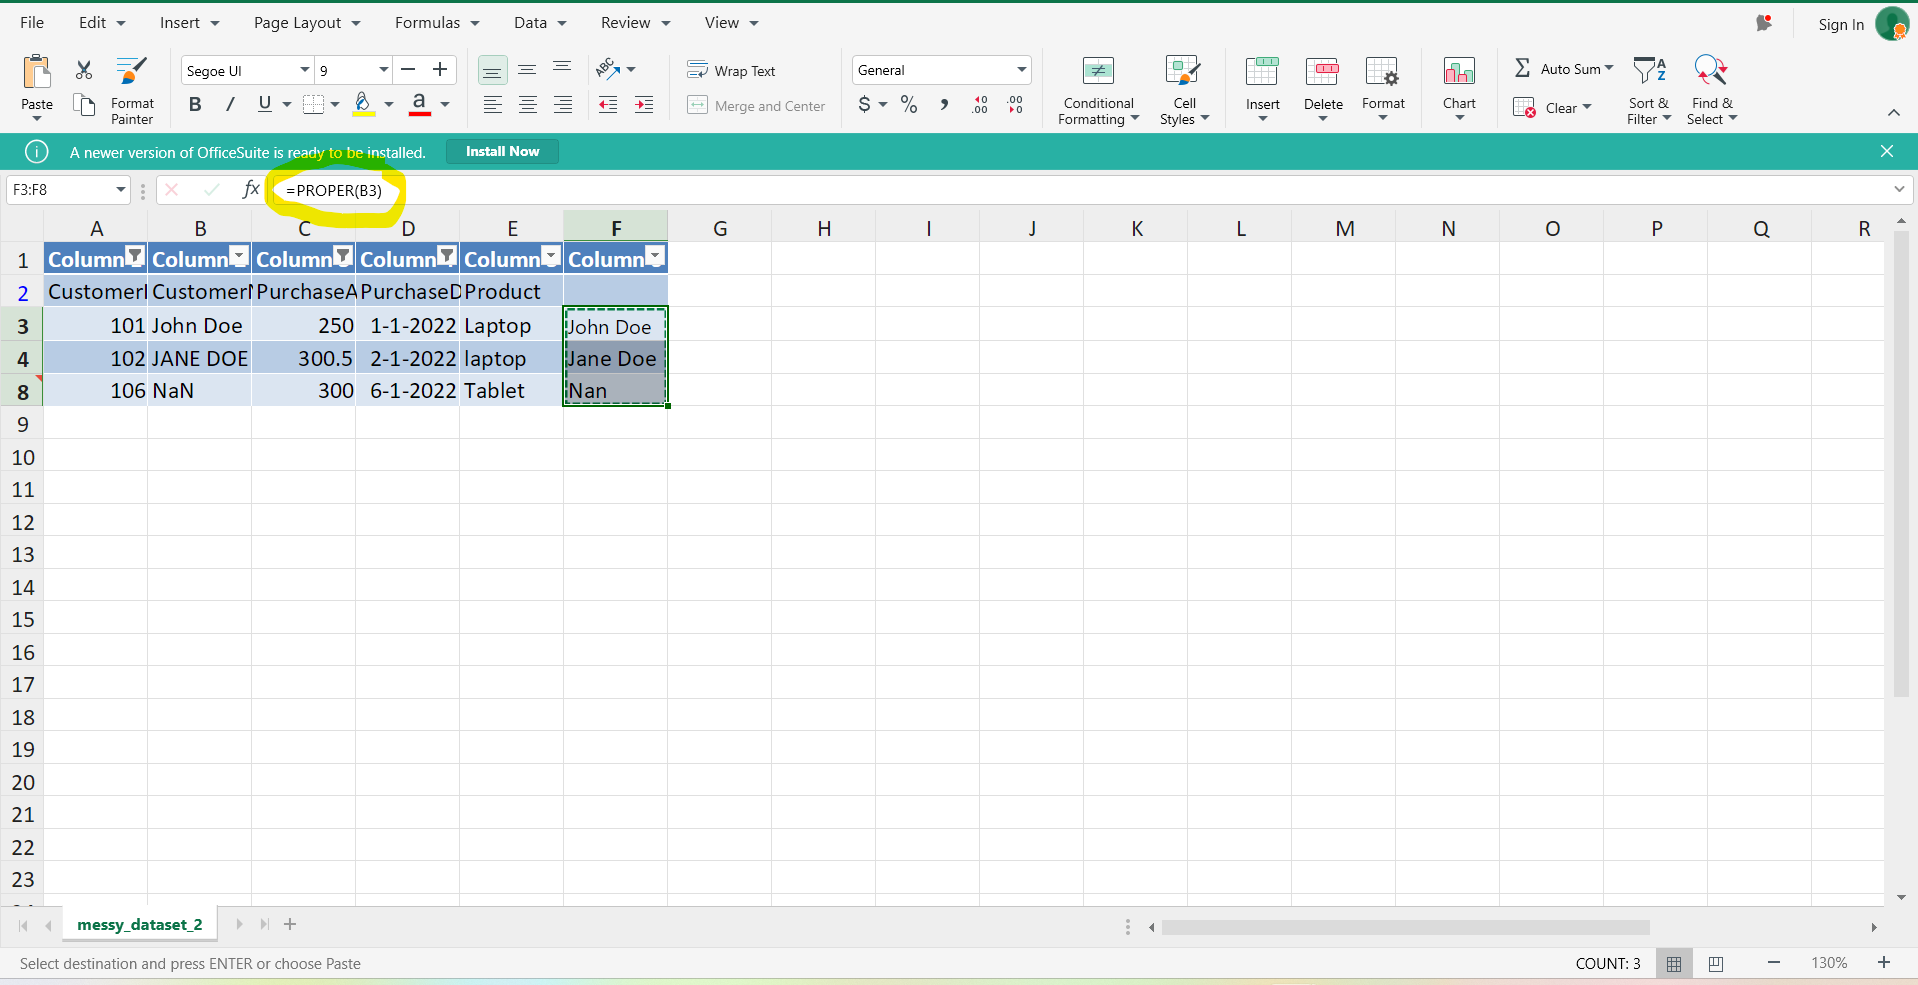 File Edit Insert Page Layout Formulas Data Review View Sign In
Segoe UI 9 Wrap Text General Auto Sum
Paste Format Painter B I U a Merge and Center $ % , .00 .00 Conditional Formatting Cell Styles Insert Delete Format Chart Clear Sort & Filter Find & Select
A newer version of OfficeSuite is ready to be installed. Install Now
F3:F8 fx =PROPER(B3)
A B C D E F G H I J K L M N O P Q R
1 Column Column Column Column Column Column
2 CustomerI CustomerN PurchaseA PurchaseD Product
3 101 John Doe 250 1-1-2022 Laptop John Doe
4 102 JANE DOE 300.5 2-1-2022 laptop Jane Doe
8 106 NaN 300 6-1-2022 Tablet Nan
9
10
11
12
13
14
15
16
17
18
19
20
21
22
23
messy_dataset_2
Select destination and press ENTER or choose Paste COUNT: 3 130%